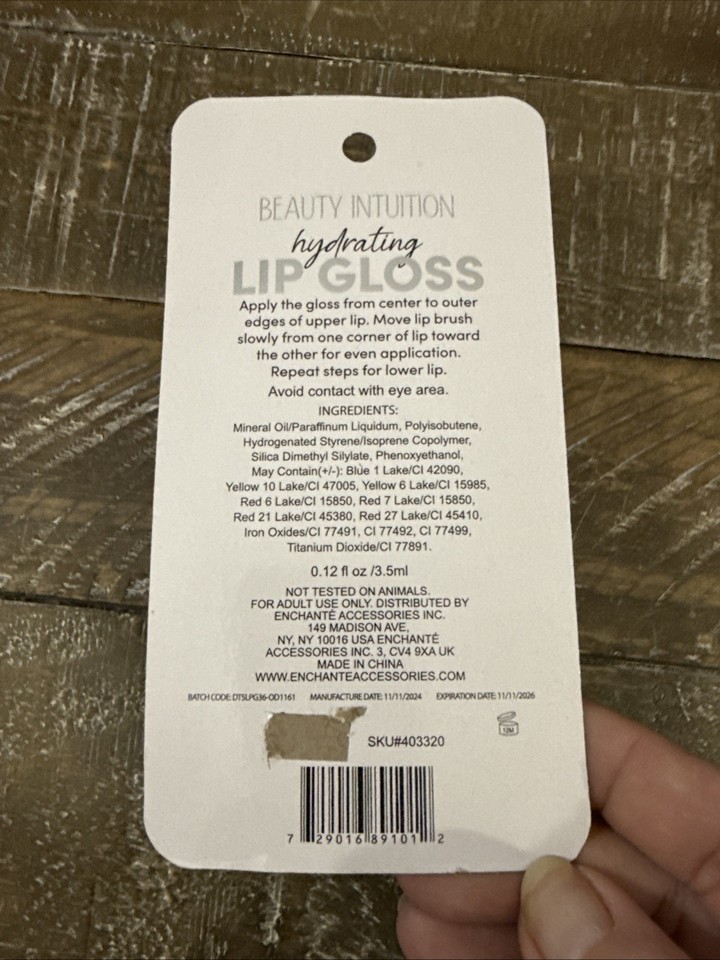 BEAUTY INTUITION
hydrating
LIP GLOSS
Apply the gloss from center to outer
edges of upper lip. Move lip brush
slowly from one corner of lip toward
the other for even application.
Repeat steps for lower lip.
Avoid contact with eye area.
INGREDIENTS:
Mineral Oil/Paraffinum Liquidum, Polyisobutene,
Hydrogenated Styrene/Isoprene Copolymer,
Silica Dimethyl Silylate, Phenoxyethanol,
May Contain(+/-): Blue 1 Lake/CI 42090,
Yellow 10 Lake/CI 47005, Yellow 6 Lake/CI 15985,
Red 6 Lake/CI 15850, Red 7 Lake/CI 15850,
Red 21 Lake/CI 45380, Red 27 Lake/CI 45410,
Iron Oxides/CI 77491, CI 77492, CI 77499,
Titanium Dioxide/CI 77891.
0.12 fl oz /3.5ml
NOT TESTED ON ANIMALS.
FOR ADULT USE ONLY. DISTRIBUTED BY
ENCHANTÉ ACCESSORIES INC.
149 MADISON AVE,
NY, NY 10016 USA ENCHANTÉ
ACCESSORIES INC. 3, CV4 9XA UK
MADE IN CHINA
WWW.ENCHANTEACCESSORIES.COM
BATCH CODE: DTSLPG36-OD1161 MANUFACTURE DATE: 11/11/2024 EXPIRATION DATE: 11/11/2026
12M
SKU#403320
7 29016 89101 2